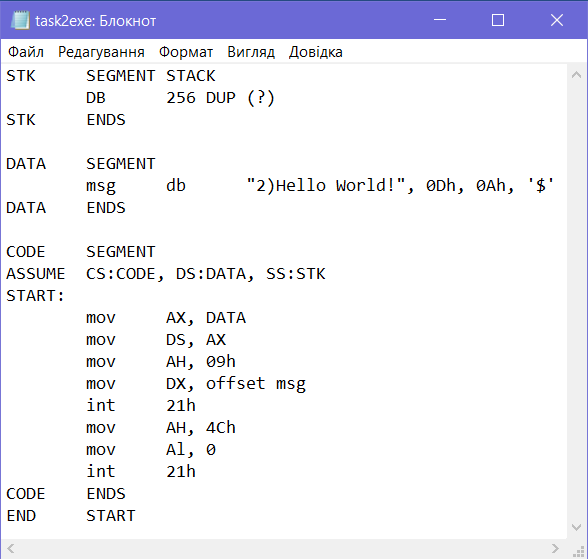 task2exe: Блокнот
Файл Редагування Формат Вигляд Довідка
STK SEGMENT STACK
DB 256 DUP (?)
STK ENDS
DATA SEGMENT
msg db "2)Hello World!", 0Dh, 0Ah, '$'
DATA ENDS
CODE SEGMENT
ASSUME CS:CODE, DS:DATA, SS:STK
START:
mov AX, DATA
mov DS, AX
mov AH, 09h
mov DX, offset msg
int 21h
mov AH, 4Ch
mov Al, 0
int 21h
CODE ENDS
END START